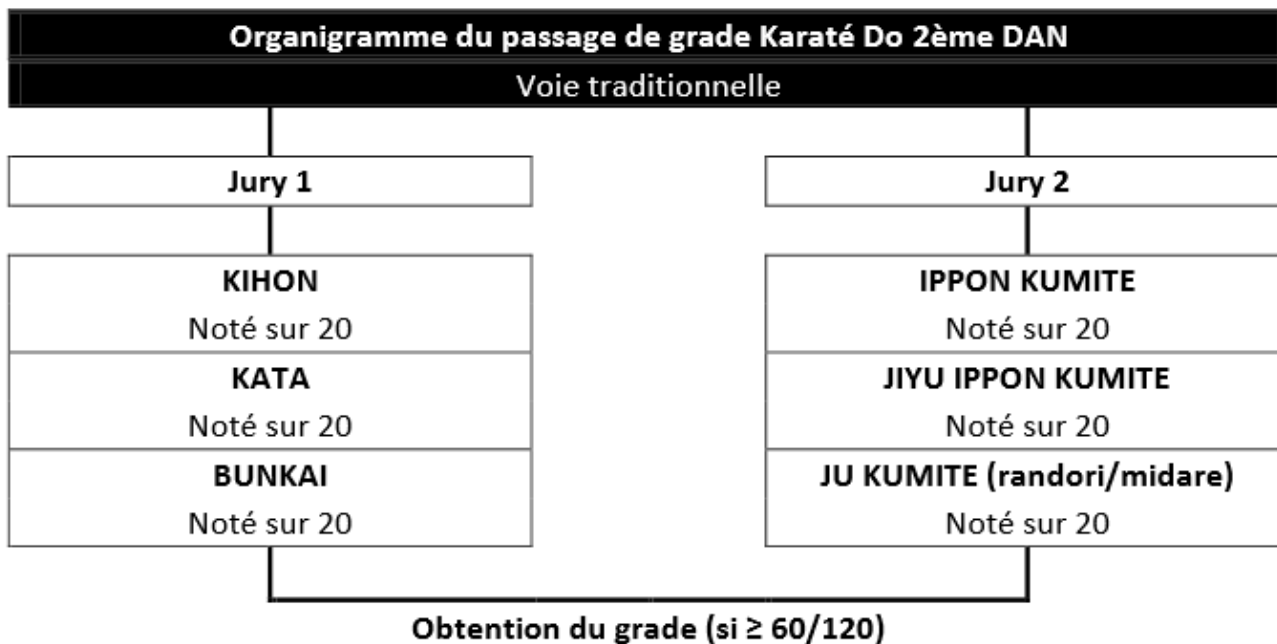 Organigramme du passage de grade Karaté Do 2ème DAN
Voie traditionnelle
Jury 1
KIHON
Noté sur 20
KATA
Noté sur 20
BUNKAI
Noté sur 20
Jury 2
IPPON KUMITE
Noté sur 20
JIYU IPPON KUMITE
Noté sur 20
JU KUMITE (randori/midare)
Noté sur 20
Obtention du grade (si ≥ 60/120)